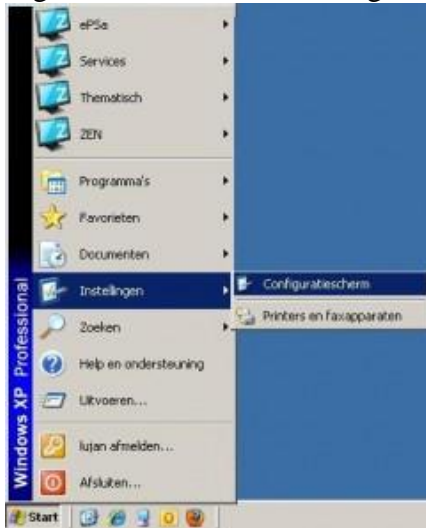 ePSa
Services
Thematisch
ZEN
Programma's
Favorieten
Documenten
Instellingen
Configuratiescherm
Printers en faxapparaten
Zoeken
Help en ondersteuning
Uitvoeren...
lujan afmelden...
Afsluiten...
Windows XP Professional
Start